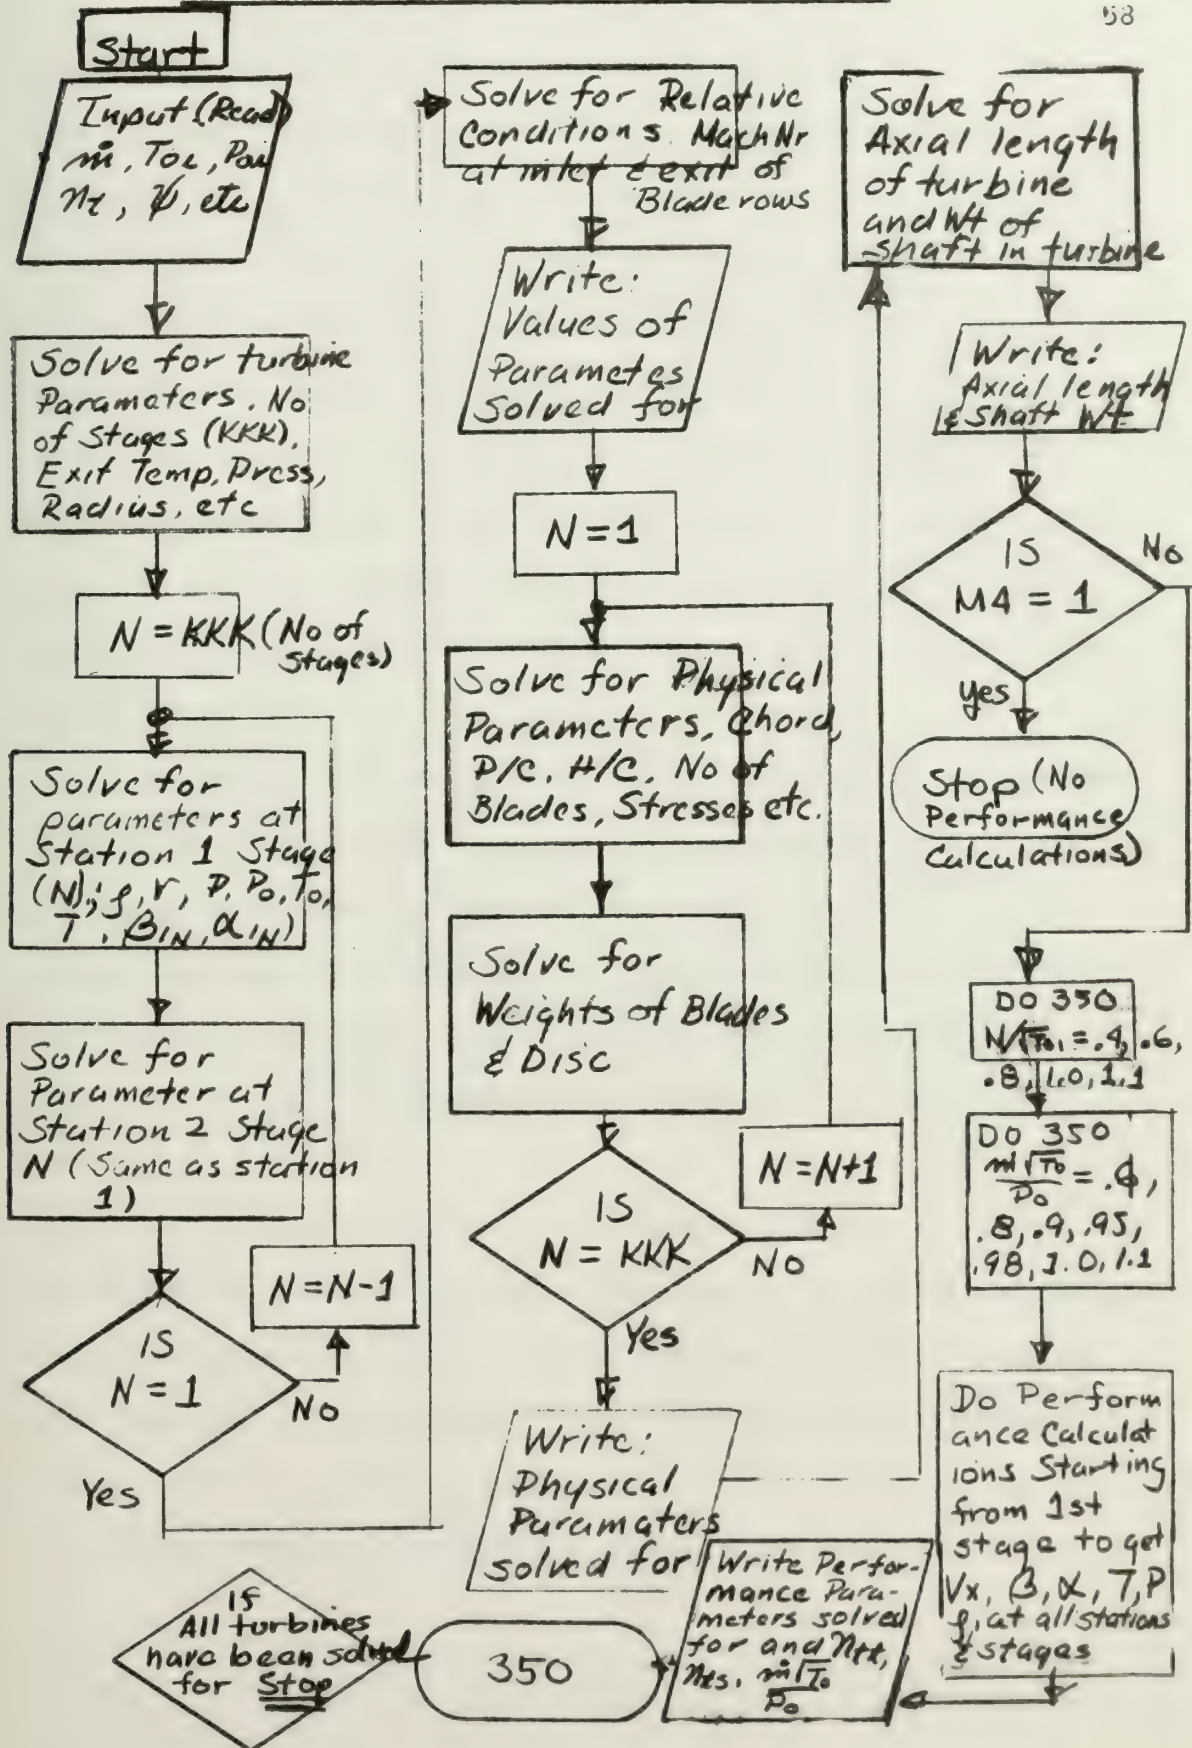 58
Start
Input (Read)
ṁ, Toi, Poi
ηt, ψ, etc
Solve for turbine
Parameters. No
of Stages (KKK).
Exit Temp, Press,
Radius, etc
N = KKK (No of
Stages)
Solve for
parameters at
Station 1 Stage
(N); ρ, r, P, Po, To,
T, β1N, α1N)
Solve for
Parameter at
Station 2 Stage
N (Same as station
1)
IS
N = 1
No
N = N-1
Yes
Solve for Relative
Conditions. Mach Nr
at inlet & exit of
Blade rows
Write:
Values of
Parametes
Solved for
N = 1
Solve for Physical
Parameters, Chord,
P/C, H/C, No of
Blades, Stresses etc.
Solve for
Weights of Blades
& Disc
IS
N = KKK
NO
N = N+1
Yes
Write:
Physical
Paramaters
solved for
Solve for
Axial length
of turbine
and Wt of
shaft in turbine
Write:
Axial length
& shaft Wt
IS
M4 = 1
No
yes
Stop (No
Performance
Calculations)
DO 350
N/√To1 = .4, .6,
.8, 1.0, 1.1
DO 350
ṁ√To/Po =
.8, .9, .95,
.98, 1.0, 1.1
Do Perform
ance Calculat
ions Starting
from 1st
stage to get
Vx, β, α, T, P
ρ, at all stations
& stages
Write Perfor-
mance Para-
meters solved
for and ηtt,
ηts, ṁ√To/Po
350
If
All turbines
have been solved
for Stop